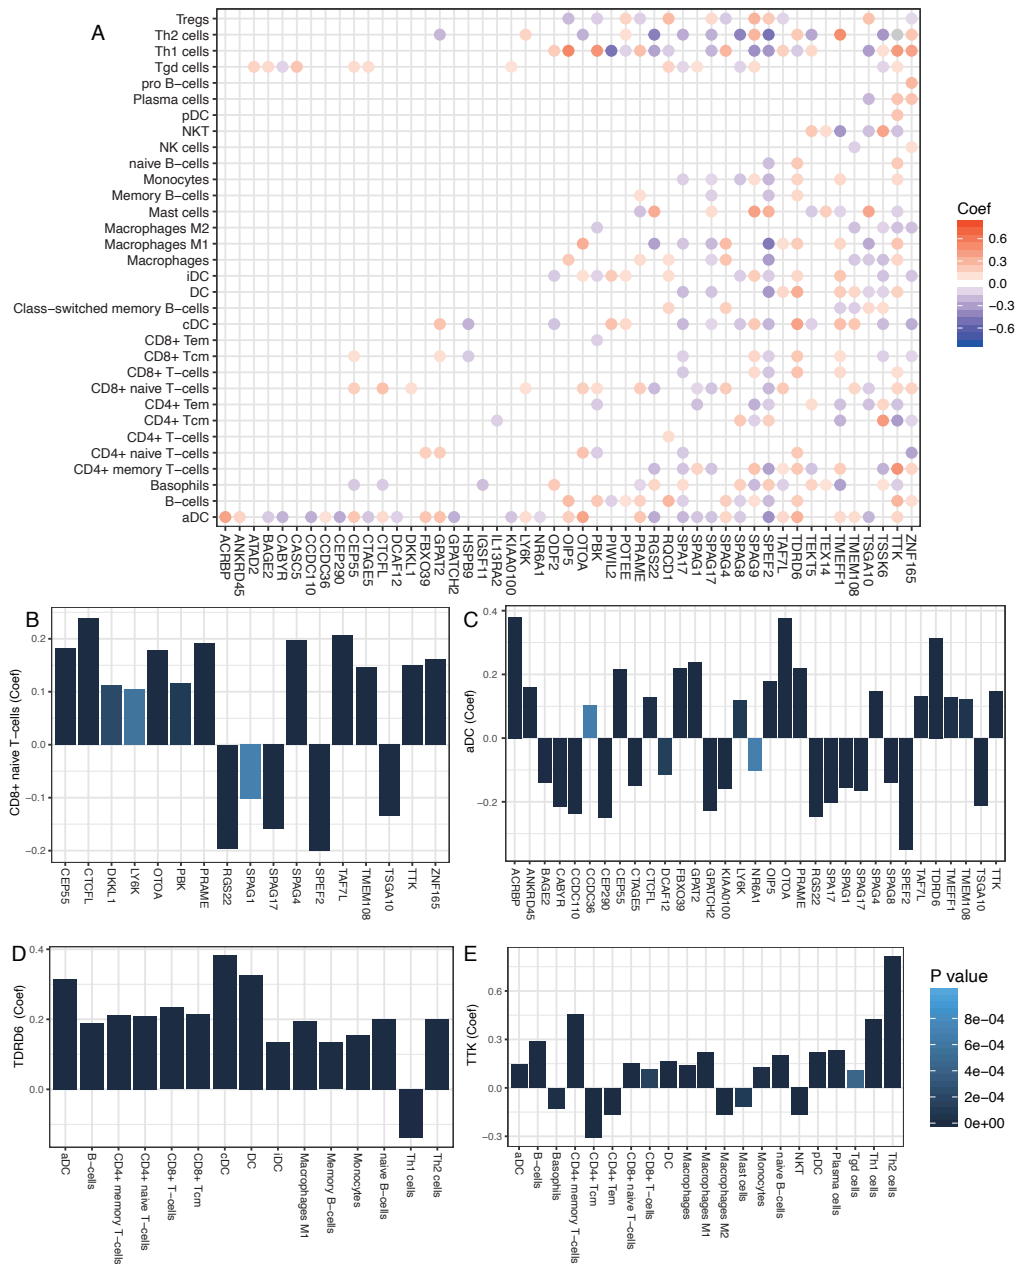 A
Tregs
Th2 cells
Th1 cells
Tgd cells
pro B-cells
Plasma cells
pDC
NKT
NK cells
naive B-cells
Monocytes
Memory B-cells
Mast cells
Macrophages M2
Macrophages M1
Macrophages
iDC
DC
Class-switched memory B-cells
cDC
CD8+ Tem
CD8+ Tcm
CD8+ T-cells
CD8+ naive T-cells
CD4+ Tem
CD4+ Tcm
CD4+ T-cells
CD4+ naive T-cells
CD4+ memory T-cells
Basophils
B-cells
aDC
ACRBP
ANKRD45
ATAD2
BAGE2
CABYR
CASC5
CCDC110
CCDC36
CEP290
CEP55
CTAGE5
CTCFL
DCAF12
DKKL1
FBXO39
GPAT2
GPATCH2
HSPB9
IGSF11
IL13RA2
KIAA0100
LY6K
NR6A1
ODF2
OIP5
OTOA
PBK
PIWIL2
POTEE
PRAME
RGS22
RQCD1
SPA17
SPAG1
SPAG17
SPAG4
SPAG8
SPAG9
SPEF2
TAF7L
TDRD6
TEKT5
TEX14
TMEFF1
TMEM108
TSGA10
TSSK6
TTK
ZNF165
Coef
0.6
0.3
0.0
−0.3
−0.6
B
CD8+ naive T-cells (Coef)
0.2
0.1
0.0
−0.1
−0.2
CEP55
CTCFL
DKKL1
LY6K
OTOA
PBK
PRAME
RGS22
SPAG1
SPAG17
SPAG4
SPEF2
TAF7L
TMEM108
TSGA10
TTK
ZNF165
C
aDC (Coef)
0.4
0.2
0.0
−0.2
ACRBP
ANKRD45
BAGE2
CABYR
CCDC110
CCDC36
CEP290
CEP55
CTAGE5
CTCFL
DCAF12
FBXO39
GPAT2
GPATCH2
KIAA0100
LY6K
NR6A1
OIP5
OTOA
PRAME
RGS22
SPA17
SPAG1
SPAG17
SPAG4
SPAG8
SPEF2
TAF7L
TDRD6
TMEFF1
TMEM108
TSGA10
TTK
D
TDRD6 (Coef)
0.4
0.2
0.0
aDC
B-cells
CD4+ memory T-cells
CD4+ naive T-cells
CD8+ T-cells
CD8+ Tcm
cDC
DC
iDC
Macrophages M1
Memory B-cells
Monocytes
naive B-cells
Th1 cells
Th2 cells
E
TTK (Coef)
0.6
0.3
0.0
−0.3
aDC
B-cells
Basophils
CD4+ memory T-cells
CD4+ Tcm
CD4+ Tem
CD8+ naive T-cells
CD8+ T-cells
DC
Macrophages
Macrophages M1
Macrophages M2
Mast cells
Monocytes
naive B-cells
NKT
pDC
Plasma cells
Tgd cells
Th1 cells
Th2 cells
P value
8e−04
6e−04
4e−04
2e−04
0e+00